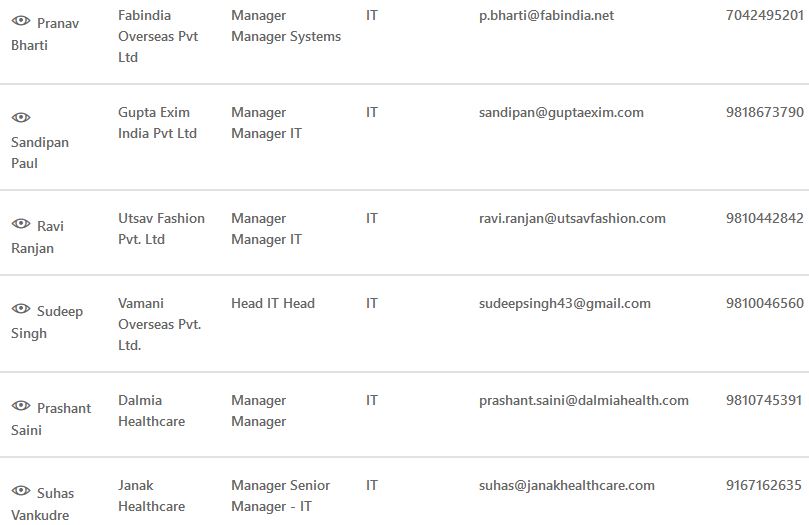 Pranav Bharti
Fabindia Overseas Pvt Ltd
Manager Manager Systems
IT
p.bharti@fabindia.net
7042495201
Sandipan Paul
Gupta Exim India Pvt Ltd
Manager Manager IT
IT
sandipan@guptaexim.com
9818673790
Ravi Ranjan
Utsav Fashion Pvt. Ltd
Manager Manager IT
IT
ravi.ranjan@utsavfashion.com
9810442842
Sudeep Singh
Vamani Overseas Pvt. Ltd.
Head IT Head
IT
sudeepsingh43@gmail.com
9810046560
Prashant Saini
Dalmia Healthcare
Manager Manager
IT
prashant.saini@dalmiahealth.com
9810745391
Suhas Vankudre
Janak Healthcare
Manager Senior Manager - IT
IT
suhas@janakhealthcare.com
9167162635